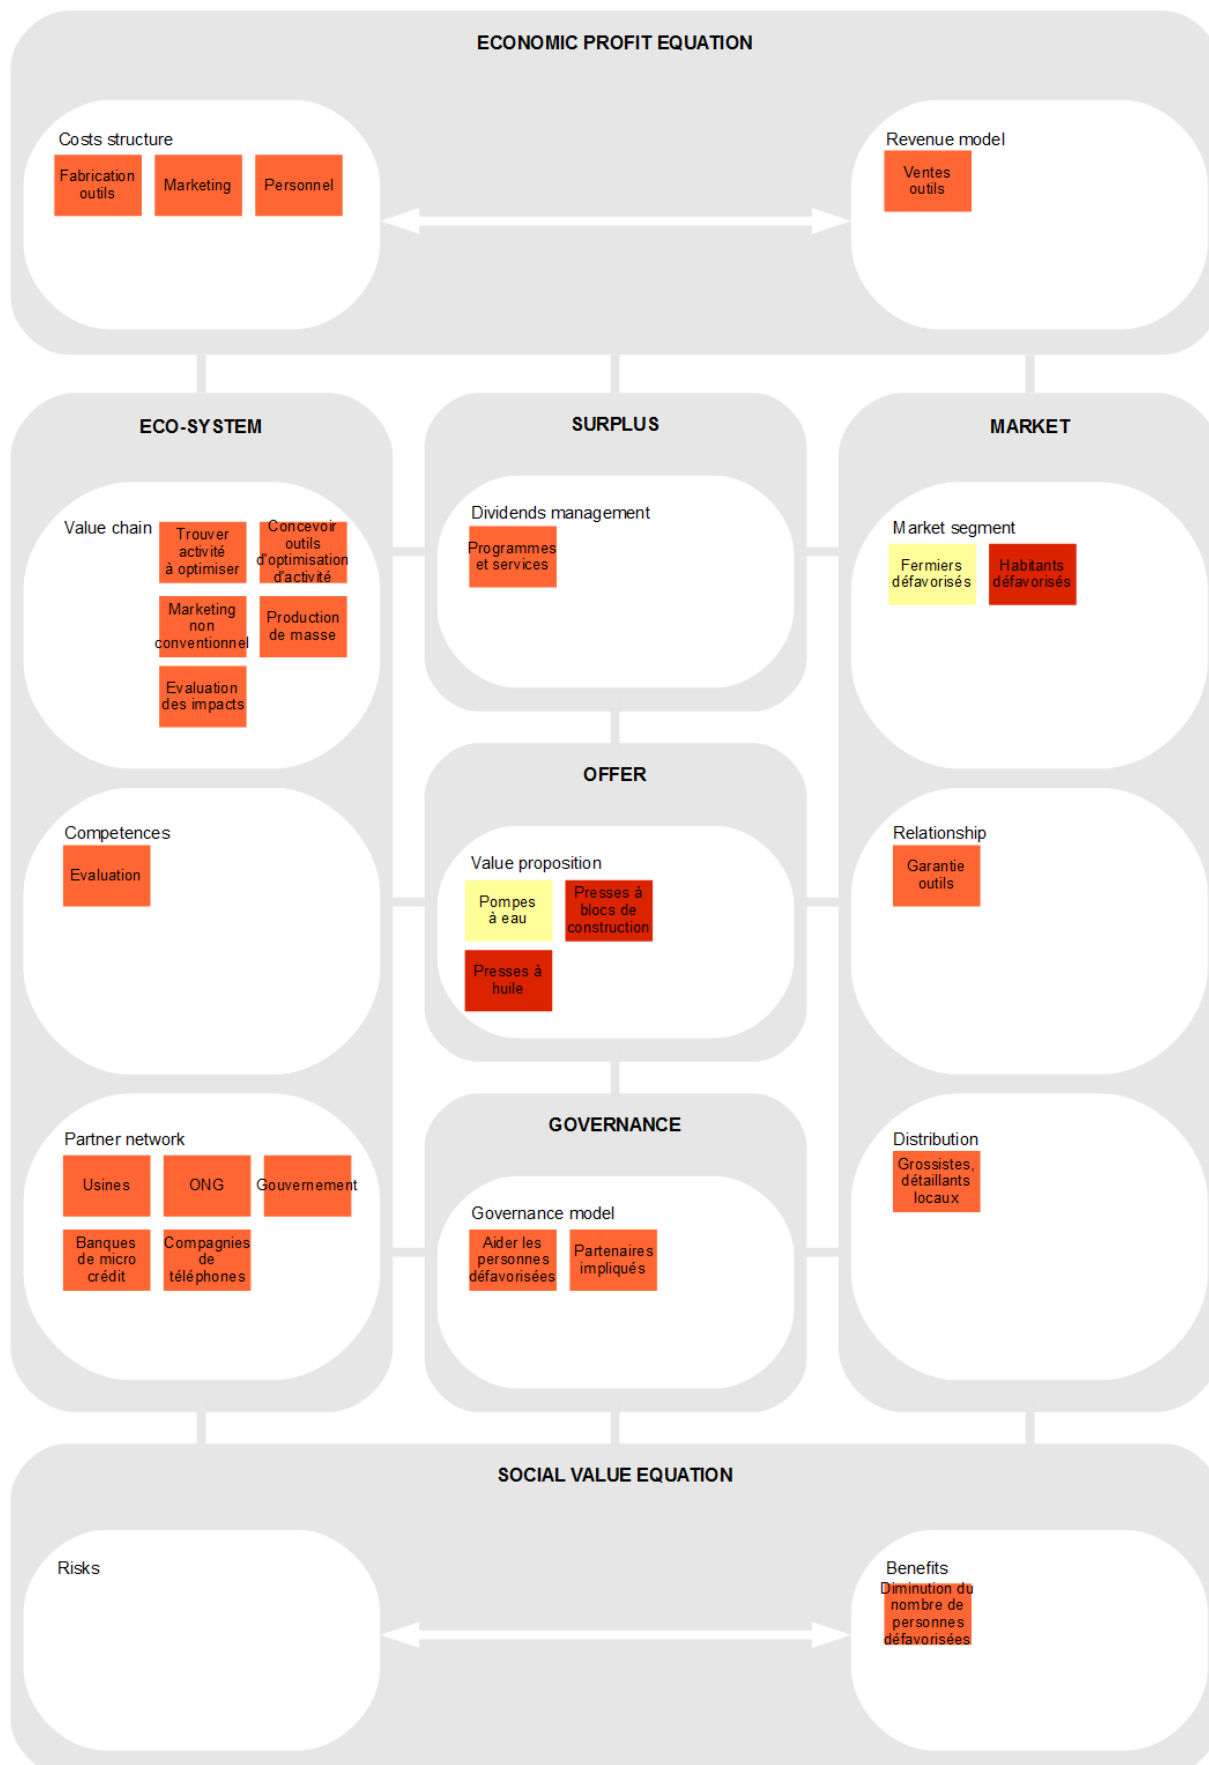 ECONOMIC PROFIT EQUATION
Costs structure
Fabrication
outils
Marketing
Personnel
Revenue model
Ventes
outils
ECO-SYSTEM
Value chain
Trouver
activité
à optimiser
Concevoir
outils
d'optimisation
d'activité
Marketing
non
conventionnel
Production
de masse
Evaluation
des impacts
Competences
Evaluation
Partner network
Usines
ONG
Gouvernement
Banques
de micro
crédit
Compagnies
de
téléphones
SURPLUS
Dividends management
Programmes
et services
OFFER
Value proposition
Pompes
à eau
Presses à
blocs de
construction
Presses à
huile
GOVERNANCE
Governance model
Aider les
personnes
défavorisées
Partenaires
impliqués
MARKET
Market segment
Fermiers
défavorisés
Habitants
défavorisés
Relationship
Garantie
outils
Distribution
Grossistes,
détaillants
locaux
SOCIAL VALUE EQUATION
Risks
Benefits
Diminution du
nombre de
personnes
défavorisées